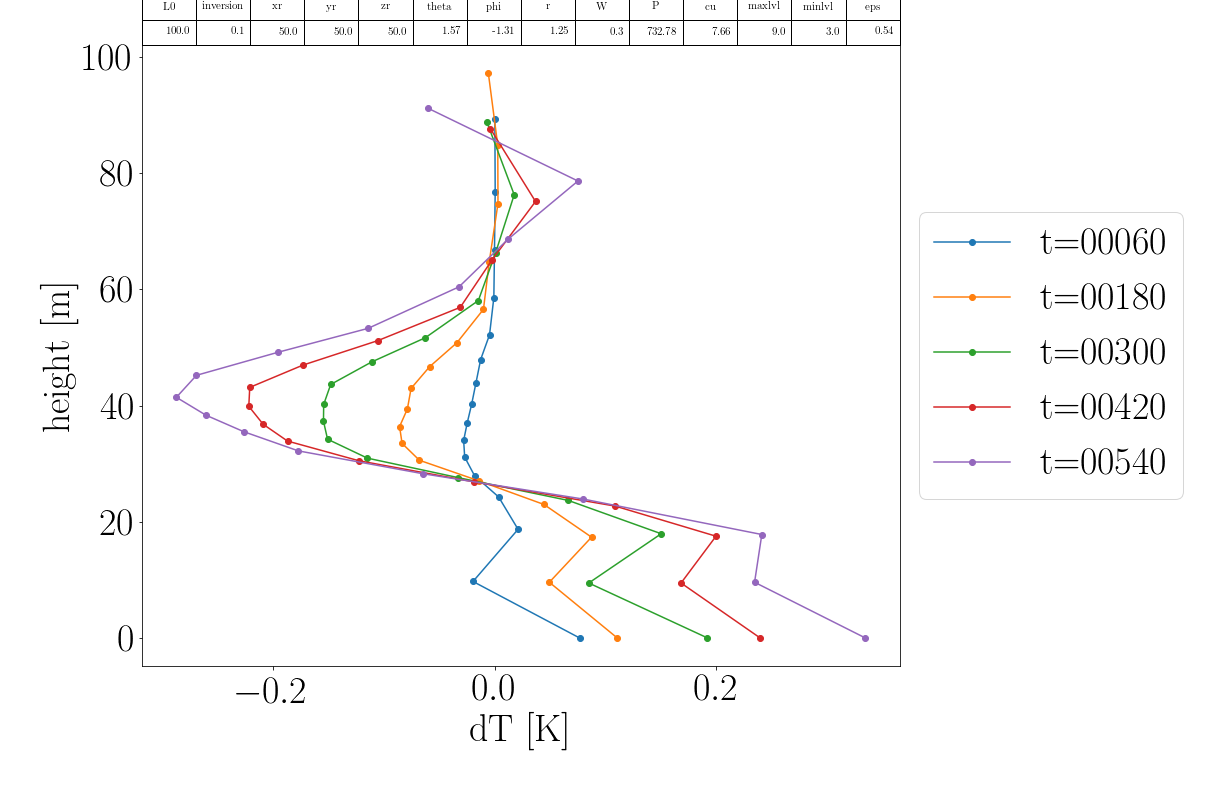 L0 inversion xr yr zr theta phi r W P cu maxlvl minlvl eps
100.0 0.1 50.0 50.0 50.0 1.57 -1.31 1.25 0.3 732.78 7.66 9.0 3.0 0.54
100
80
60
40
20
0
height [m]
−0.2 0.0 0.2
dT [K]
t=00060
t=00180
t=00300
t=00420
t=00540